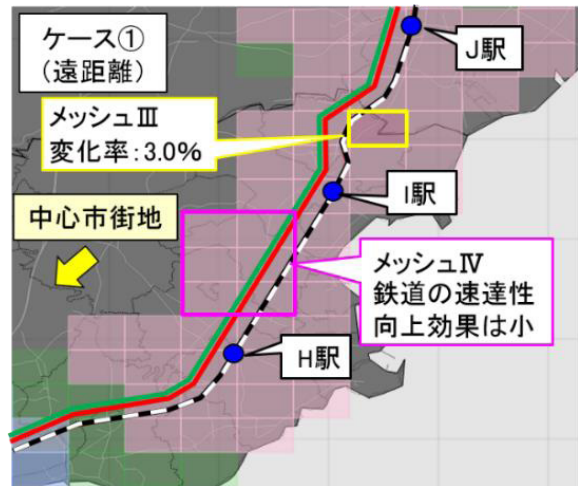 ケース①
(遠距離)
J駅
メッシュⅢ
変化率:3.0%
I駅
中心市街地
メッシュⅣ
鉄道の速達性
向上効果は小
H駅